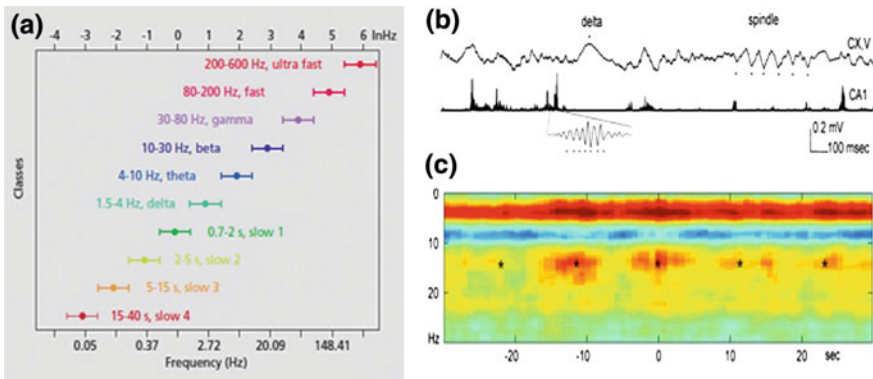 (a)
-4 -3 -2 -1 0 1 2 3 4 5 lnHz 6
200-600 Hz, ultra fast
80-200 Hz, fast
30-80 Hz, gamma
10-30 Hz, beta
4-10 Hz, theta
1.5-4 Hz, delta
0.7-2 s, slow 1
2-5 s, slow 2
5-15 s, slow 3
15-40 s, slow 4
Classes
0.05 0.37 2.72 20.09 148.41
Frequency (Hz)
(b)
delta spindle
CX,V
CA1
0.2 mV
100 msec
(c)
0
10
20
Hz
-20 -10 0 10 20 sec